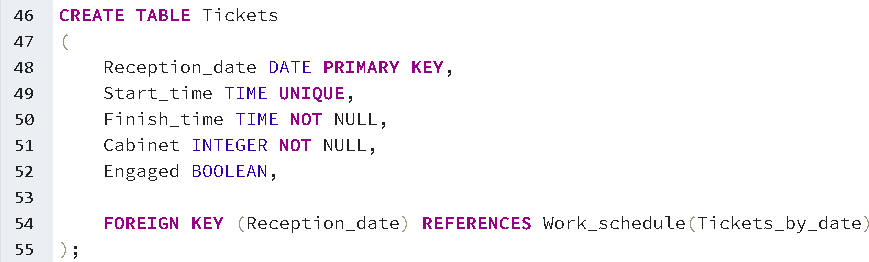 46 CREATE TABLE Tickets
47 (
48 Reception_date DATE PRIMARY KEY,
49 Start_time TIME UNIQUE,
50 Finish_time TIME NOT NULL,
51 Cabinet INTEGER NOT NULL,
52 Engaged BOOLEAN,
53
54 FOREIGN KEY (Reception_date) REFERENCES Work_schedule(Tickets_by_date)
55 );